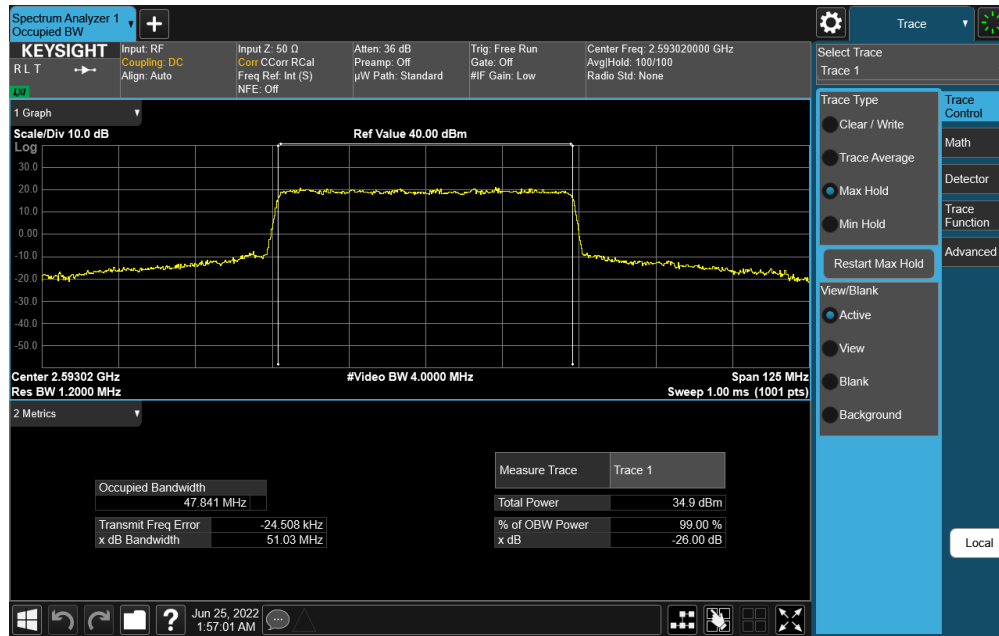 Spectrum Analyzer 1
Occupied BW
+
Trace
KEYSIGHT
RLT
LXI
Input: RF
Coupling: DC
Align: Auto
Input Z: 50 Ω
Corr CCorr RCal
Freq Ref: Int (S)
NFE: Off
Atten: 36 dB
Preamp: Off
µW Path: Standard
Trig: Free Run
Gate: Off
#IF Gain: Low
Center Freq: 2.593020000 GHz
Avg|Hold: 100/100
Radio Std: None
Select Trace
Trace 1
1 Graph
Scale/Div 10.0 dB
Ref Value 40.00 dBm
Log
30.0
20.0
10.0
0.00
-10.0
-20.0
-30.0
-40.0
-50.0
Center 2.59302 GHz
#Video BW 4.0000 MHz
Span 125 MHz
Res BW 1.2000 MHz
Sweep 1.00 ms (1001 pts)
Trace Type
Clear / Write
Trace Average
Max Hold
Min Hold
Restart Max Hold
View/Blank
Active
View
Blank
Background
Trace
Control
Math
Detector
Trace
Function
Advanced
2 Metrics
Occupied Bandwidth
47.841 MHz
Transmit Freq Error -24.508 kHz
x dB Bandwidth 51.03 MHz
Measure Trace Trace 1
Total Power 34.9 dBm
% of OBW Power 99.00 %
x dB -26.00 dB
Local
?
Jun 25, 2022
1:57:01 AM